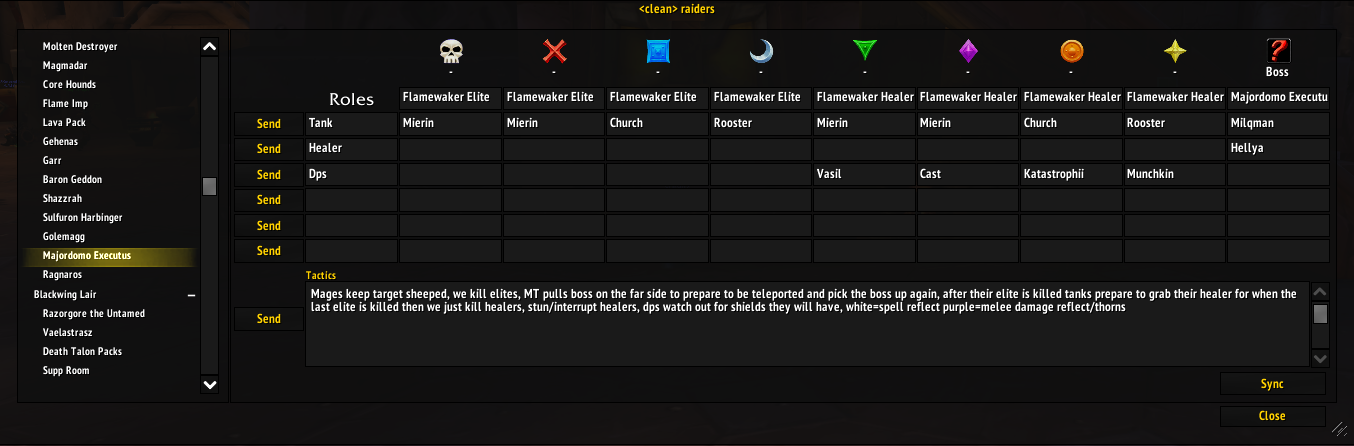 <clean> raiders
Molten Destroyer
Magmadar
Core Hounds
Flame Imp
Lava Pack
Gehenas
Garr
Baron Geddon
Shazzrah
Sulfuron Harbinger
Golemagg
Majordomo Executus
Ragnaros
Blackwing Lair –
Razorgore the Untamed
Vaelastrasz
Death Talon Packs
Supp Room
- - - - - - - - Boss
Roles Flamewaker Elite Flamewaker Elite Flamewaker Elite Flamewaker Elite Flamewaker Healer Flamewaker Healer Flamewaker Healer Flamewaker Healer Majordomo Executu
Send Tank Mierin Mierin Church Rooster Mierin Mierin Church Rooster Milqman
Send Healer Hellya
Send Dps Vasil Cast Katastrophii Munchkin
Send
Send
Send
Tactics
Mages keep target sheeped, we kill elites, MT pulls boss on the far side to prepare to be teleported and pick the boss up again, after their elite is killed tanks prepare to grab their healer for when the
last elite is killed then we just kill healers, stun/interrupt healers, dps watch out for shields they will have, white=spell reflect purple=melee damage reflect/thorns
Send
Sync
Close